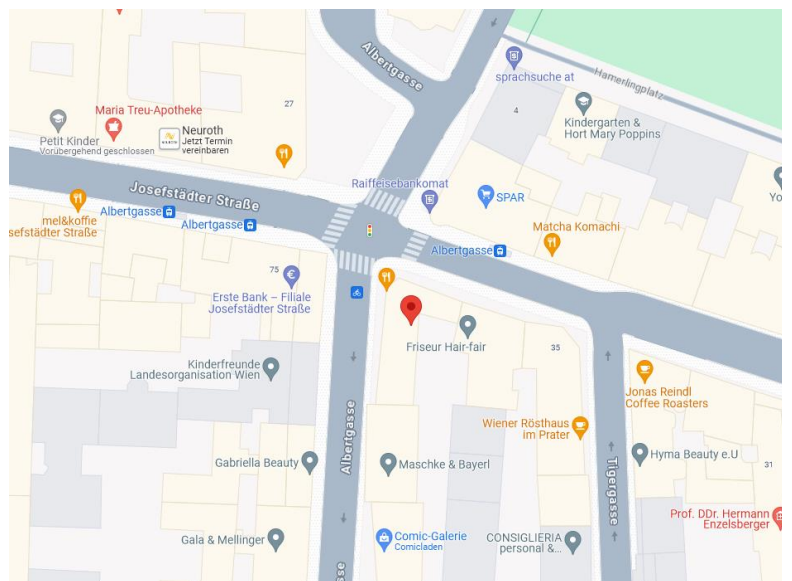 Albertgasse
sprachsuche at
Hamerlingplatz
27
Maria Treu-Apotheke
4
Kindergarten &
Hort Mary Poppins
Petit Kinder
Vorübergehend geschlossen
Neuroth
Jetzt Termin
vereinbaren
Raiffeisebankomat
SPAR
Yo
Josefstädter Straße
mel&koffie
sefstädter Straße
Albertgasse
Albertgasse
Albertgasse
Matcha Komachi
75
Erste Bank – Filiale
Josefstädter Straße
Friseur Hair-fair
35
Kinderfreunde
Landesorganisation Wien
Jonas Reindl
Coffee Roasters
Wiener Rösthaus
im Prater
Albertgasse
Gabriella Beauty
Maschke & Bayerl
Tigergasse
Hyma Beauty e.U
31
Prof. DDr. Hermann
Enzelsberger
Gala & Mellinger
Comic-Galerie
Comicladen
CONSIGLIERIA
personal &...
sse